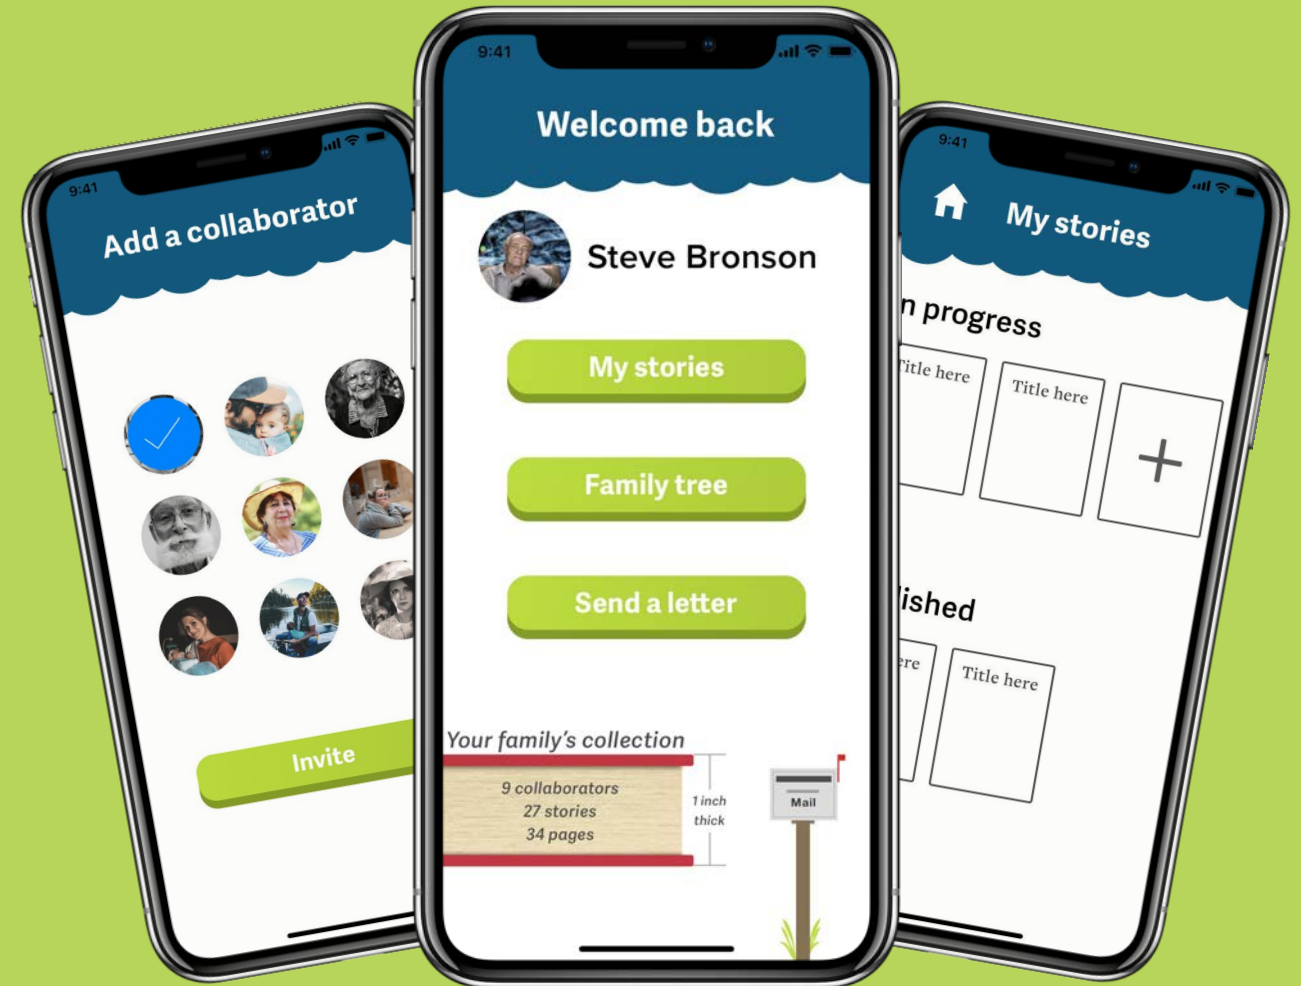 9:41
Add a collaborator
Invite
9:41
Welcome back
Steve Bronson
My stories
Family tree
Send a letter
Your family's collection
9 collaborators
27 stories
34 pages
1 inch
thick
Mail
9:41
My stories
n progress
Title here
Title here
lished
ere
Title here